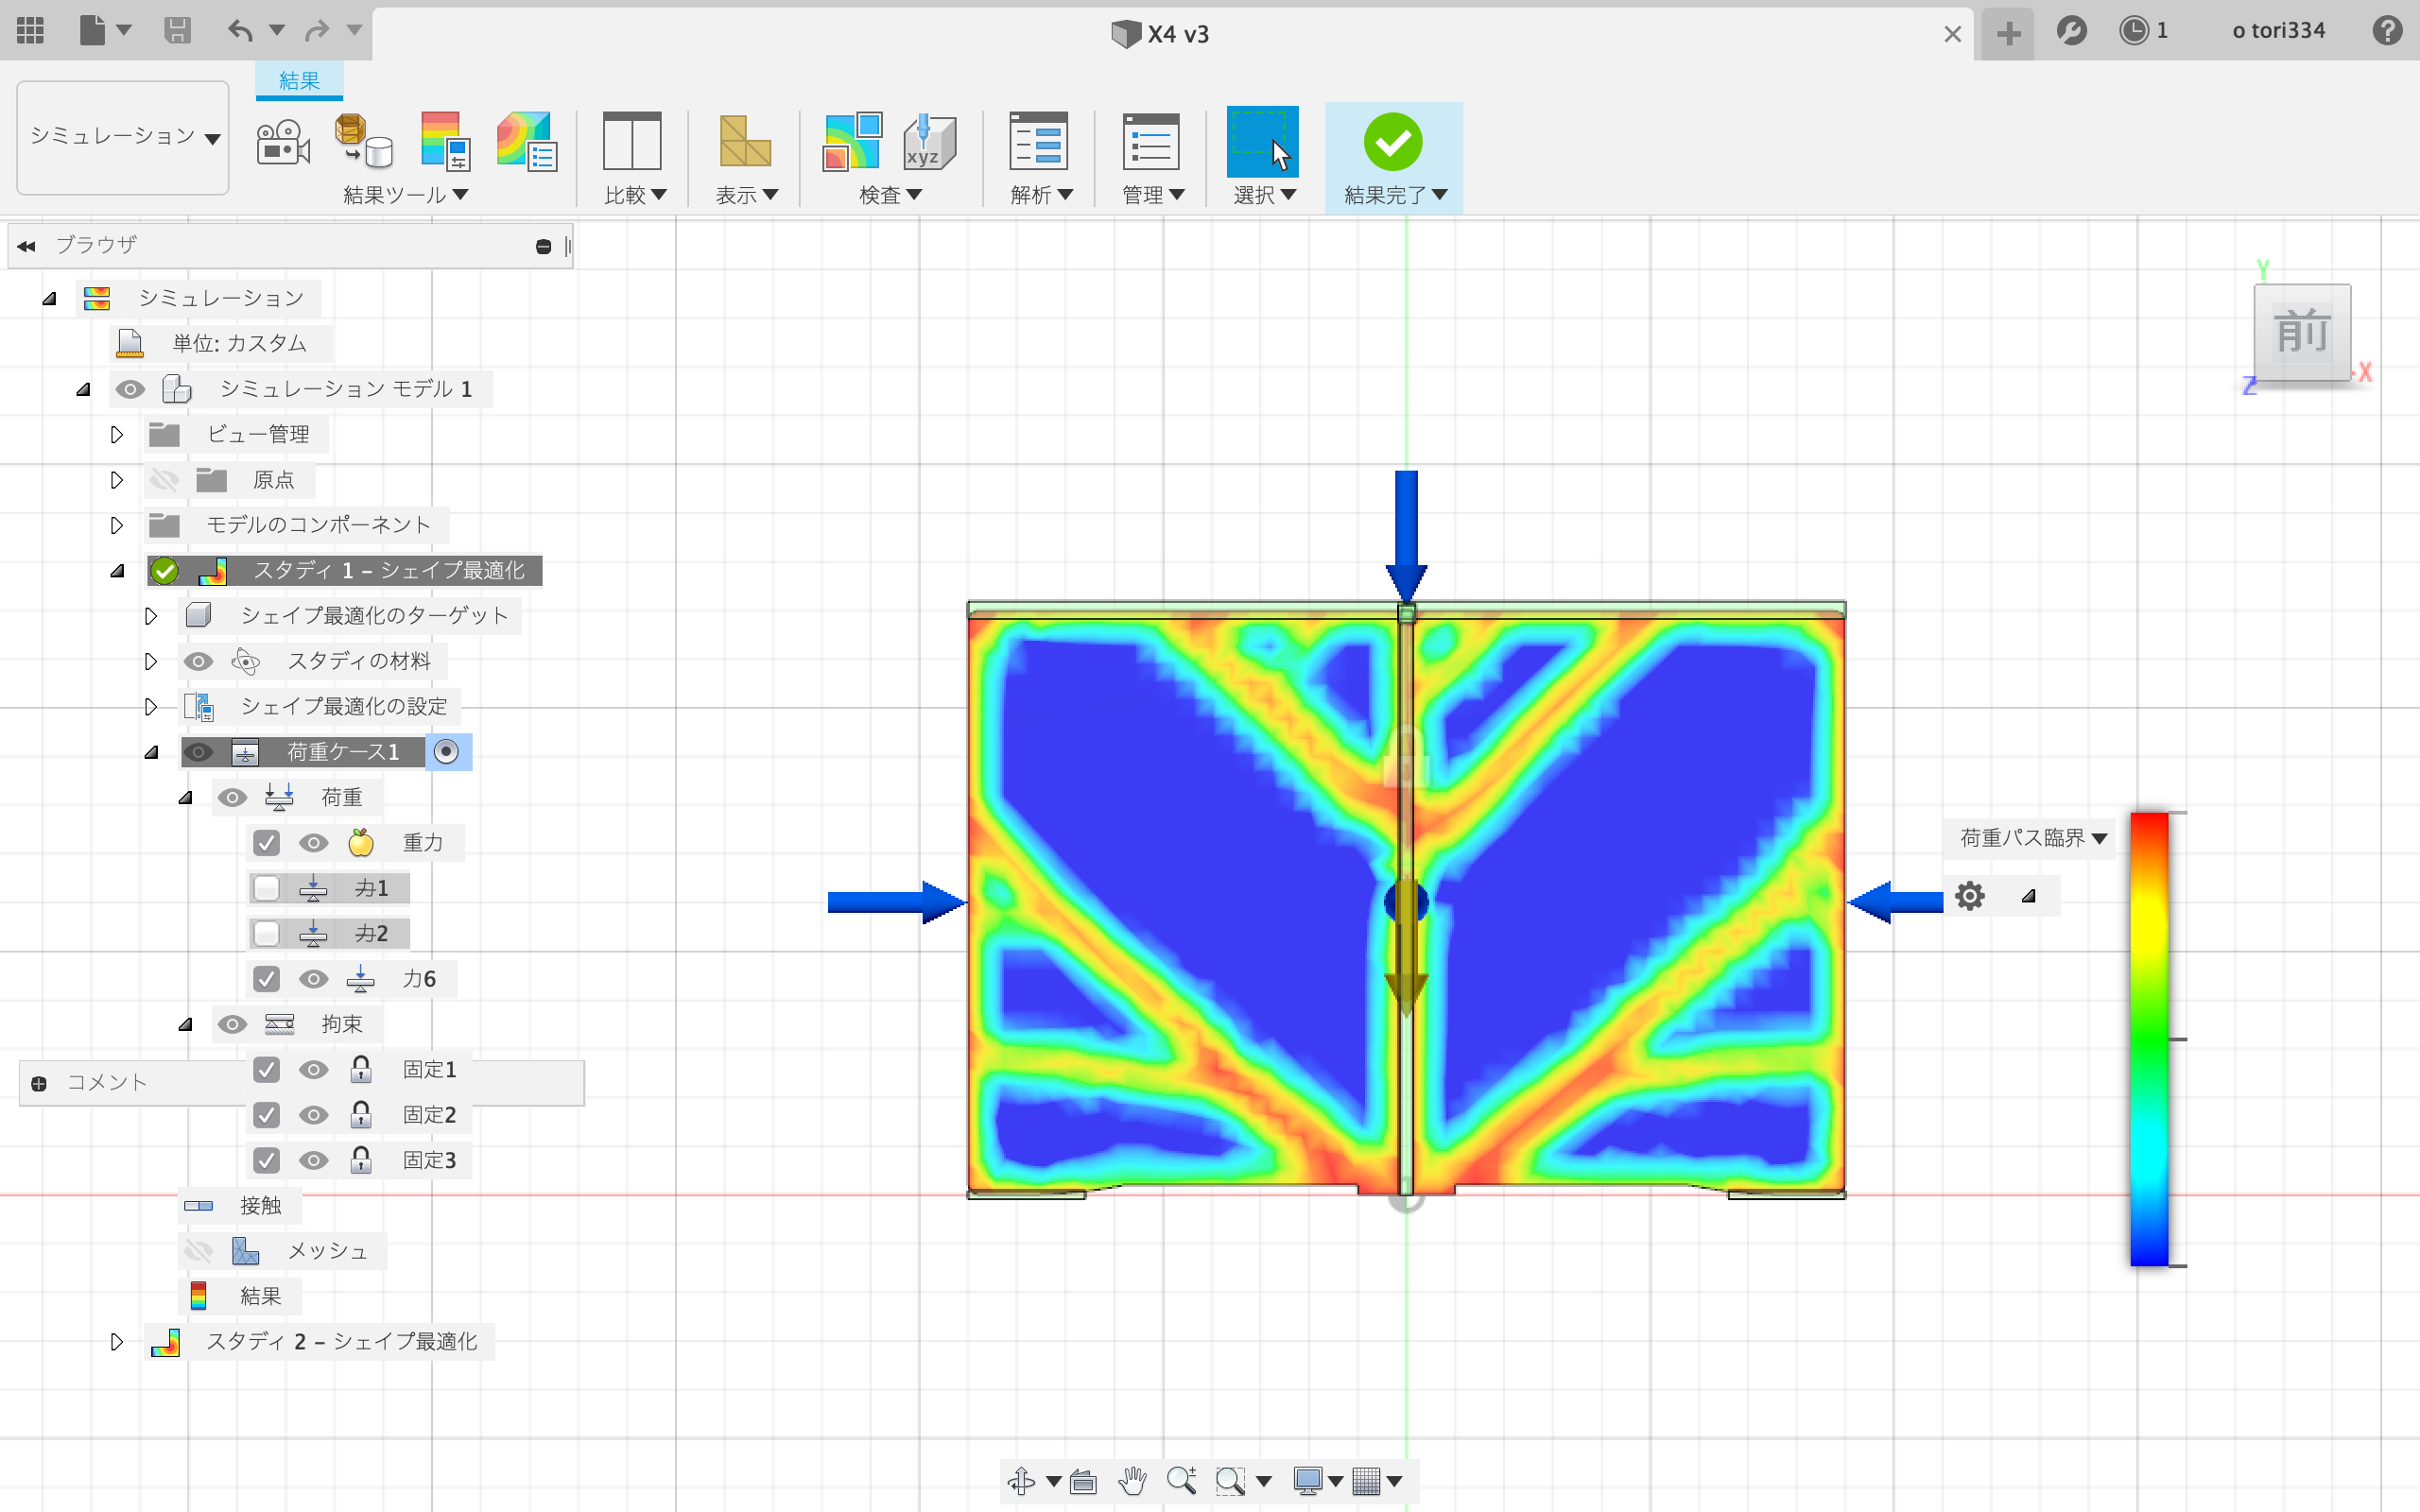 X4 v3
1
o tori334
結果
シミュレーション
xyz
結果ツール
比較
表示
検査
解析
管理
選択
結果完了
ブラウザ
シミュレーション
単位: カスタム
シミュレーション モデル 1
ビュー管理
原点
モデルのコンポーネント
スタディ 1 – シェイプ最適化
シェイプ最適化のターゲット
スタディの材料
シェイプ最適化の設定
荷重ケース1
荷重
重力
力1
力2
力6
拘束
固定1
コメント
固定2
固定3
接触
メッシュ
結果
スタディ 2 – シェイプ最適化
Y
前
X
Z
荷重パス臨界